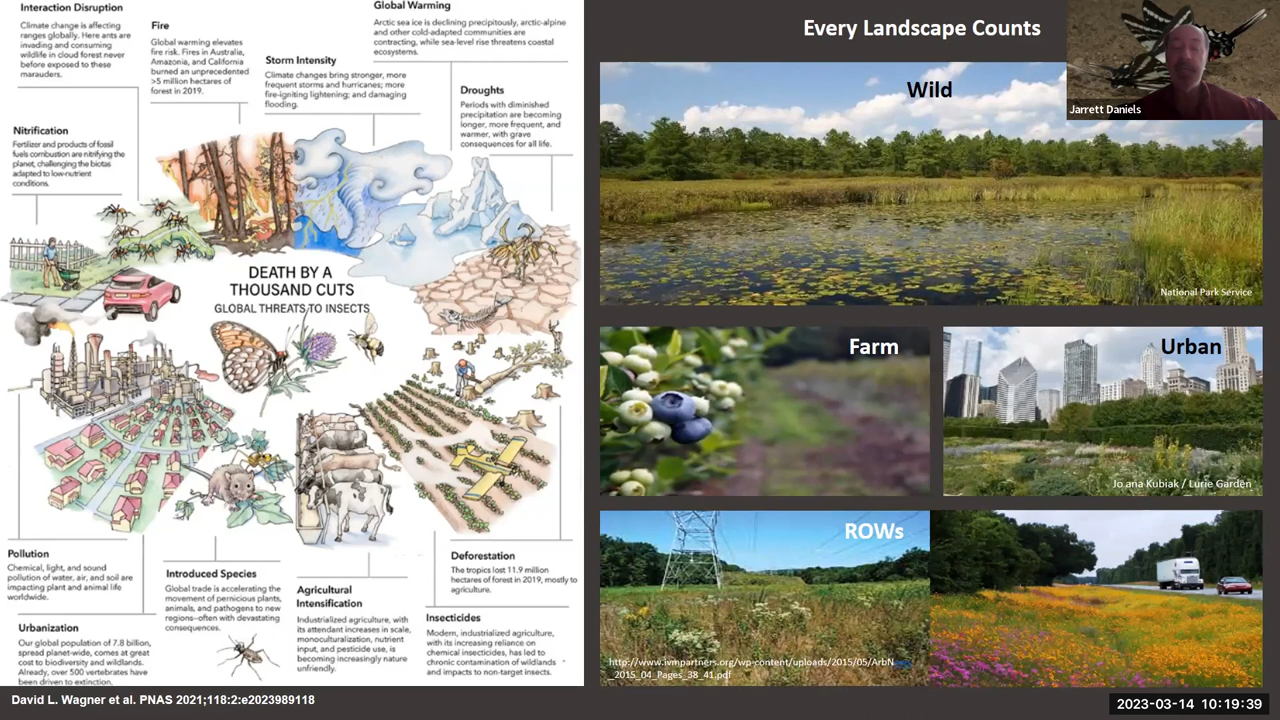 Interaction Disruption
Climate change is affecting
ranges globally. Here ants are
invading and consuming
wildlife in cloud forest never
before exposed to these
marauders.
Fire
Global warming elevates
fire risk. Fires in Australia,
Amazonia, and California
burned an unprecedented
>5 million hectares of
forest in 2019.
Storm Intensity
Climate changes bring stronger, more
frequent storms and hurricanes; more
fire-igniting lightening; and damaging
flooding.
Global Warming
Arctic sea ice is declining precipitously, arctic-alpine
and other cold-adapted communities are
contracting, while sea-level rise threatens coastal
ecosystems.
Droughts
Periods with diminished
precipitation are becoming
longer, more frequent, and
warmer, with grave
consequences for all life.
Nitrification
Fertilizer and products of fossil
fuels combustion are nitrifying the
planet, challenging the biotas
adapted to low-nutrient
conditions.
DEATH BY A
THOUSAND CUTS
GLOBAL THREATS TO INSECTS
Pollution
Chemical, light, and sound
pollution of water, air, and soil are
impacting plant and animal life
worldwide.
Urbanization
Our global population of 7.8 billion,
spread planet-wide, comes at great
cost to biodiversity and wildlands.
Already, over 500 vertebrates have
been driven to extinction.
Introduced Species
Global trade is accelerating the
movement of pernicious plants,
animals, and pathogens to new
regions—often with devastating
consequences.
Agricultural
Intensification
Industrialized agriculture, with
its attendant increases in scale,
monoculturalization, nutrient
input, and pesticide use, is
becoming increasingly nature
unfriendly.
Deforestation
The tropics lost 11.9 million
hectares of forest in 2019, mostly to
agriculture.
Insecticides
Modern, industrialized agriculture,
with its increasing reliance on
chemical insecticides, has led to
chronic contamination of wildlands
and impacts to non-target insects.
David L. Wagner et al. PNAS 2021;118:2:e2023989118
Every Landscape Counts
Jarrett Daniels
Wild
National Park Service
Farm
Urban
Jo ana Kubiak / Lurie Garden
ROWs
http://www.ivmpartners.org/wp-content/uploads/2015/05/ArbN
_2015_04_Pages_38_41.pdf
2023-03-14 10:19:39